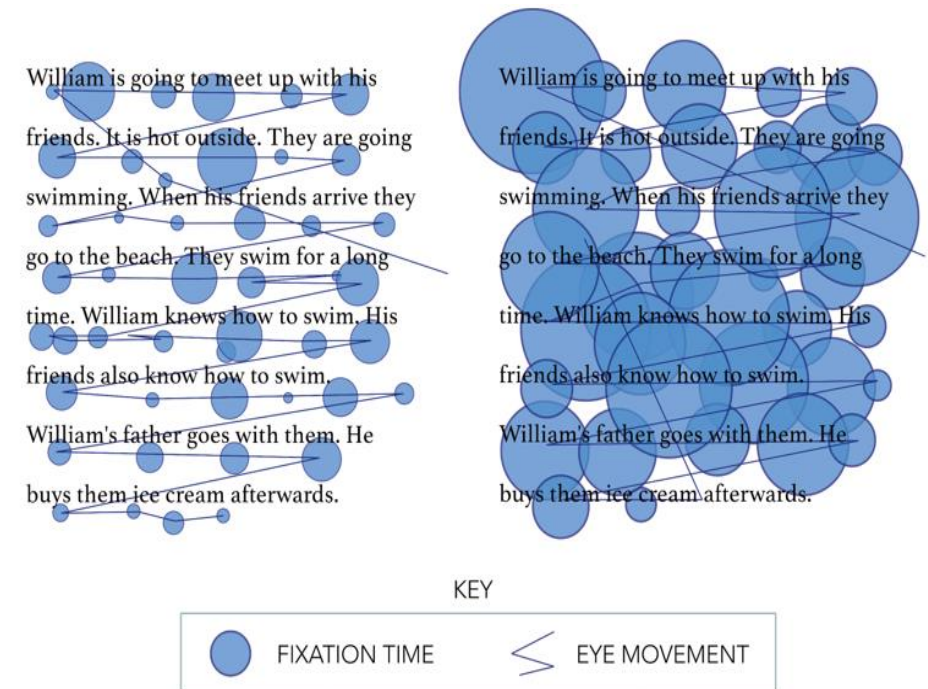 William is going to meet up with his
friends. It is hot outside. They are going
swimming. When his friends arrive they
go to the beach. They swim for a long
time. William knows how to swim. His
friends also know how to swim.
William's father goes with them. He
buys them ice cream afterwards.
William is going to meet up with his
friends. It is hot outside. They are going
swimming. When his friends arrive they
go to the beach. They swim for a long
time. William knows how to swim. His
friends also know how to swim.
William's father goes with them. He
buys them ice cream afterwards.
KEY
FIXATION TIME
EYE MOVEMENT